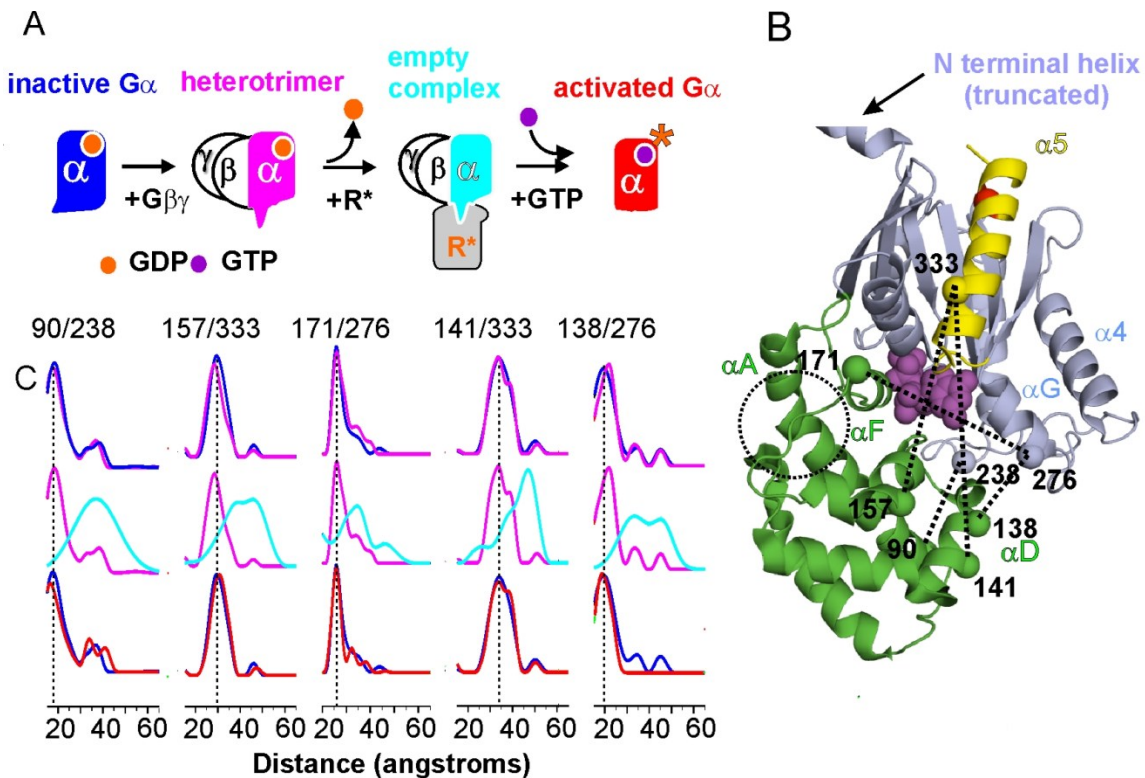 A
inactive Gα
heterotrimer
empty
complex
activated Gα
α
γ
β
α
γ
β
α
α
*
+Gβγ
+R*
+GTP
R*
GDP
GTP
B
N terminal helix
(truncated)
α5
333
α4
αA
171
αG
αF
238
276
157
138
90
αD
141
C
90/238
157/333
171/276
141/333
138/276
20 40 60
20 40 60
20 40 60
20 40 60
20 40 60
Distance (angstroms)